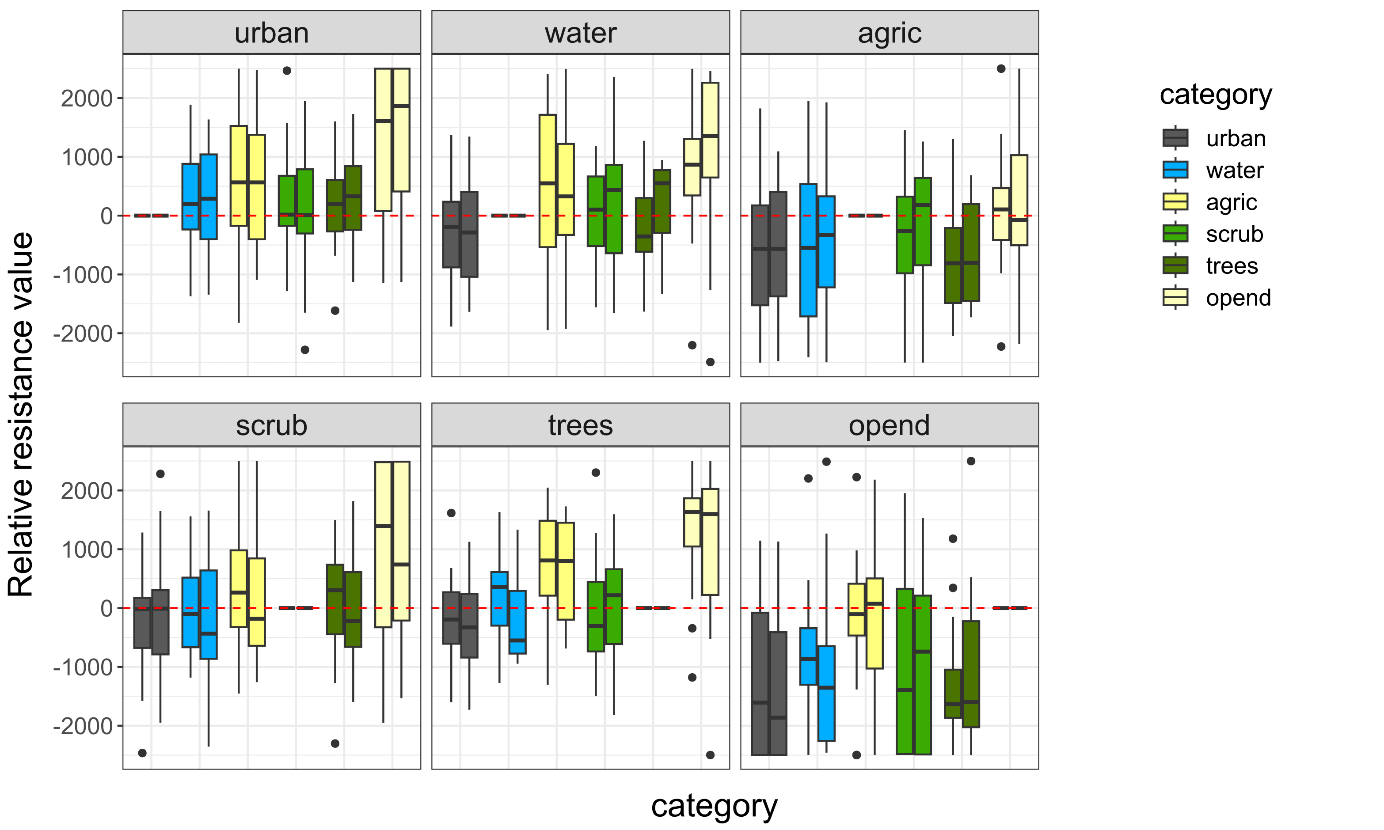 urban
water
agric
2000
1000
0
-1000
-2000
scrub
trees
opend
2000
1000
0
-1000
-2000
Relative resistance value
category
category
urban
water
agric
scrub
trees
opend